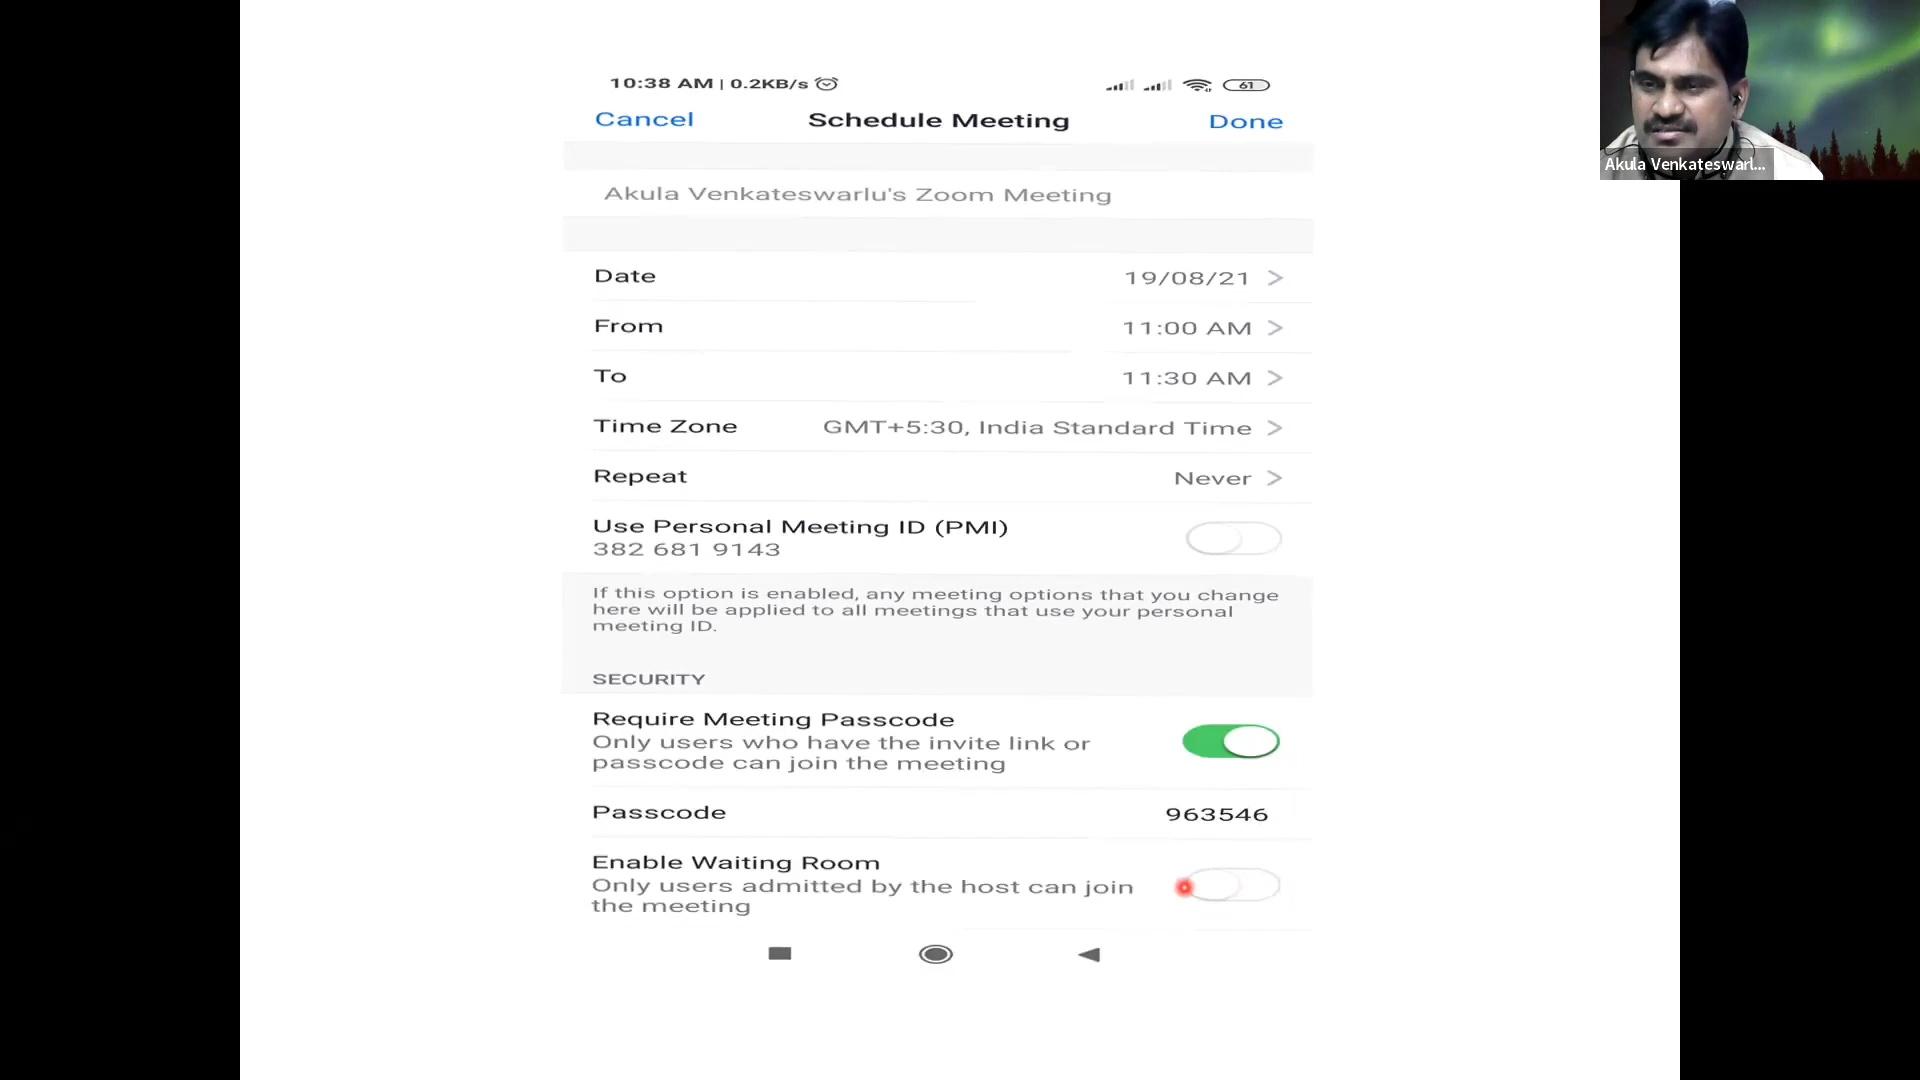 10:38 AM | 0.2KB/s
61
Cancel
Schedule Meeting
Done
Akula Venkateswarlu's Zoom Meeting
Date
19/08/21
From
11:00 AM
To
11:30 AM
Time Zone
GMT+5:30, India Standard Time
Repeat
Never
Use Personal Meeting ID (PMI)
382 681 9143
If this option is enabled, any meeting options that you change
here will be applied to all meetings that use your personal
meeting ID.
SECURITY
Require Meeting Passcode
Only users who have the invite link or
passcode can join the meeting
Passcode
963546
Enable Waiting Room
Only users admitted by the host can join
the meeting
Akula Venkateswarl...